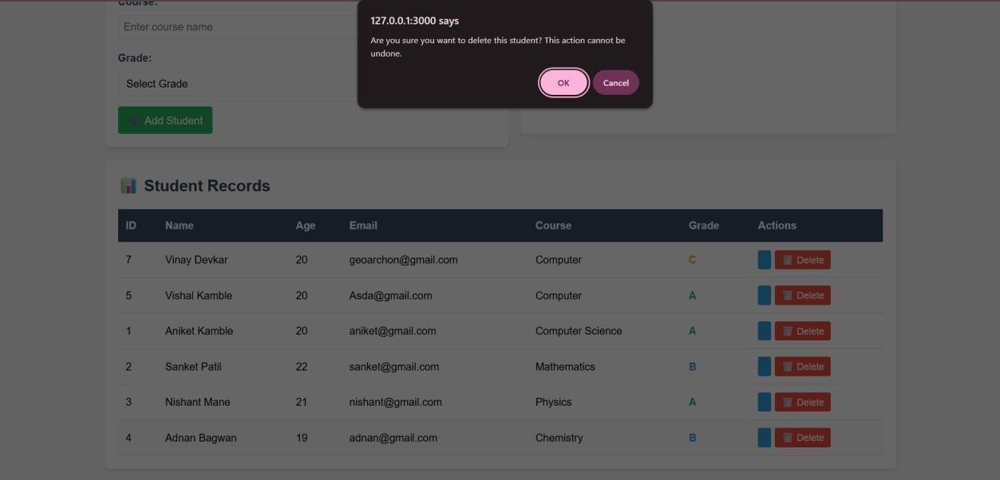 Course:
127.0.0.1:3000 says
Are you sure you want to delete this student? This action cannot be
undone.
OK Cancel
Enter course name
Grade:
Select Grade
Add Student
Student Records
ID Name Age Email Course Grade Actions
7 Vinay Devkar 20 geoarchon@gmail.com Computer C Delete
5 Vishal Kamble 20 Asda@gmail.com Computer A Delete
1 Aniket Kamble 20 aniket@gmail.com Computer Science A Delete
2 Sanket Patil 22 sanket@gmail.com Mathematics B Delete
3 Nishant Mane 21 nishant@gmail.com Physics A Delete
4 Adnan Bagwan 19 adnan@gmail.com Chemistry B Delete